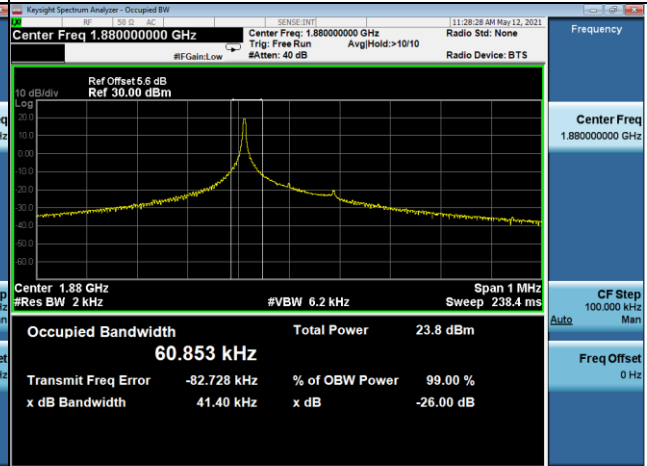 Keysight Spectrum Analyzer - Occupied BW
RF 50 Ω AC SENSE:INT 11:28:28 AM May 12, 2021
Center Freq 1.880000000 GHz Center Freq: 1.880000000 GHz Radio Std: None Frequency
Trig: Free Run Avg|Hold:>10/10
#IFGain:Low #Atten: 40 dB Radio Device: BTS
Ref Offset 5.6 dB
10 dB/div Ref 30.00 dBm
Log
20.0
10.0
0.00
-10.0
-20.0
-30.0
-40.0
-50.0
-60.0
Center Freq
1.880000000 GHz
Center 1.88 GHz Span 1 MHz
#Res BW 2 kHz #VBW 6.2 kHz Sweep 238.4 ms
CF Step
100.000 kHz
Auto Man
Occupied Bandwidth Total Power 23.8 dBm
60.853 kHz
Freq Offset
0 Hz
Transmit Freq Error -82.728 kHz % of OBW Power 99.00 %
x dB Bandwidth 41.40 kHz x dB -26.00 dB